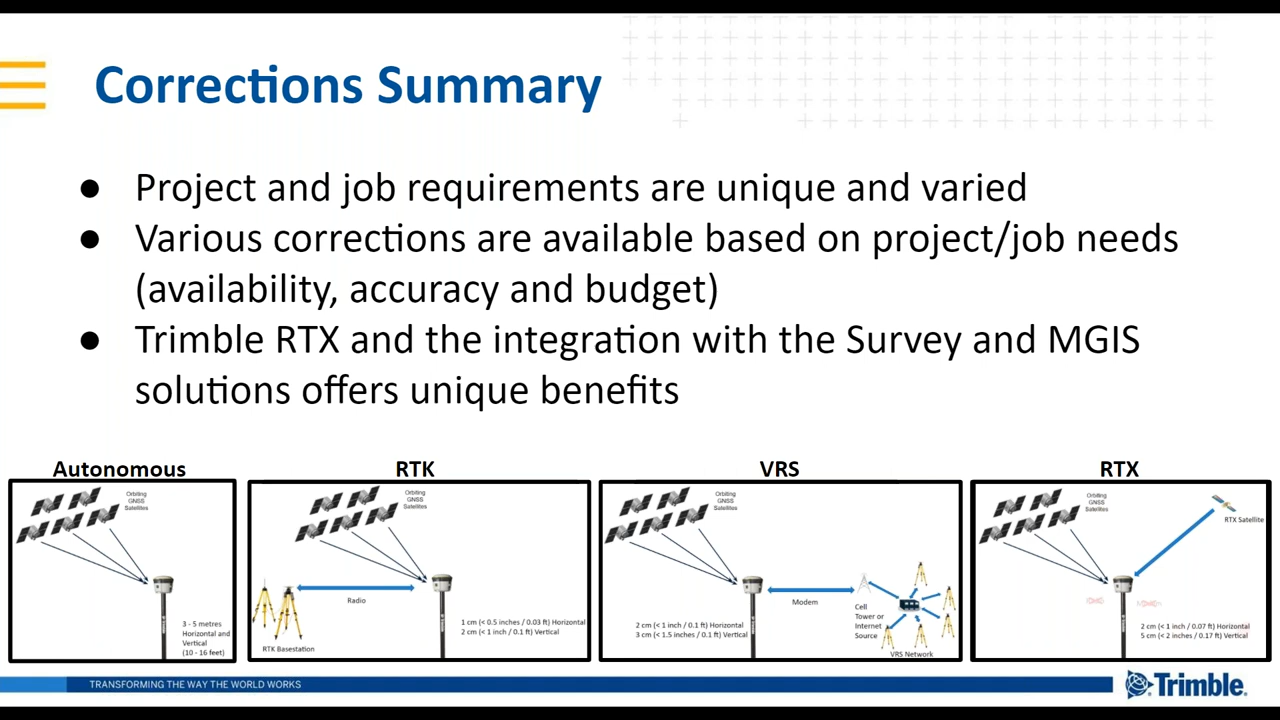 Corrections Summary
● Project and job requirements are unique and varied
● Various corrections are available based on project/job needs
(availability, accuracy and budget)
● Trimble RTX and the integration with the Survey and MGIS
solutions offers unique benefits
Autonomous
Orbiting
GNSS
Satellites
3 - 5 metres
Horizontal and
Vertical
(10 - 16 feet)
RTK
Orbiting
GNSS
Satellites
Radio
RTK Basestation
1 cm (< 0.5 inches / 0.03 ft) Horizontal
2 cm (< 1 inch / 0.1 ft) Vertical
VRS
Orbiting
GNSS
Satellites
Modem
Cell
Tower or
Internet
Source
2 cm (< 1 inch / 0.1 ft) Horizontal
3 cm (< 1.5 inches / 0.1 ft) Vertical
VRS Network
RTX
Orbiting
GNSS
Satellites
RTX Satellite
2 cm (< 1 inch / 0.07 ft) Horizontal
5 cm (< 2 inches / 0.17 ft) Vertical
TRANSFORMING THE WAY THE WORLD WORKS
Trimble.